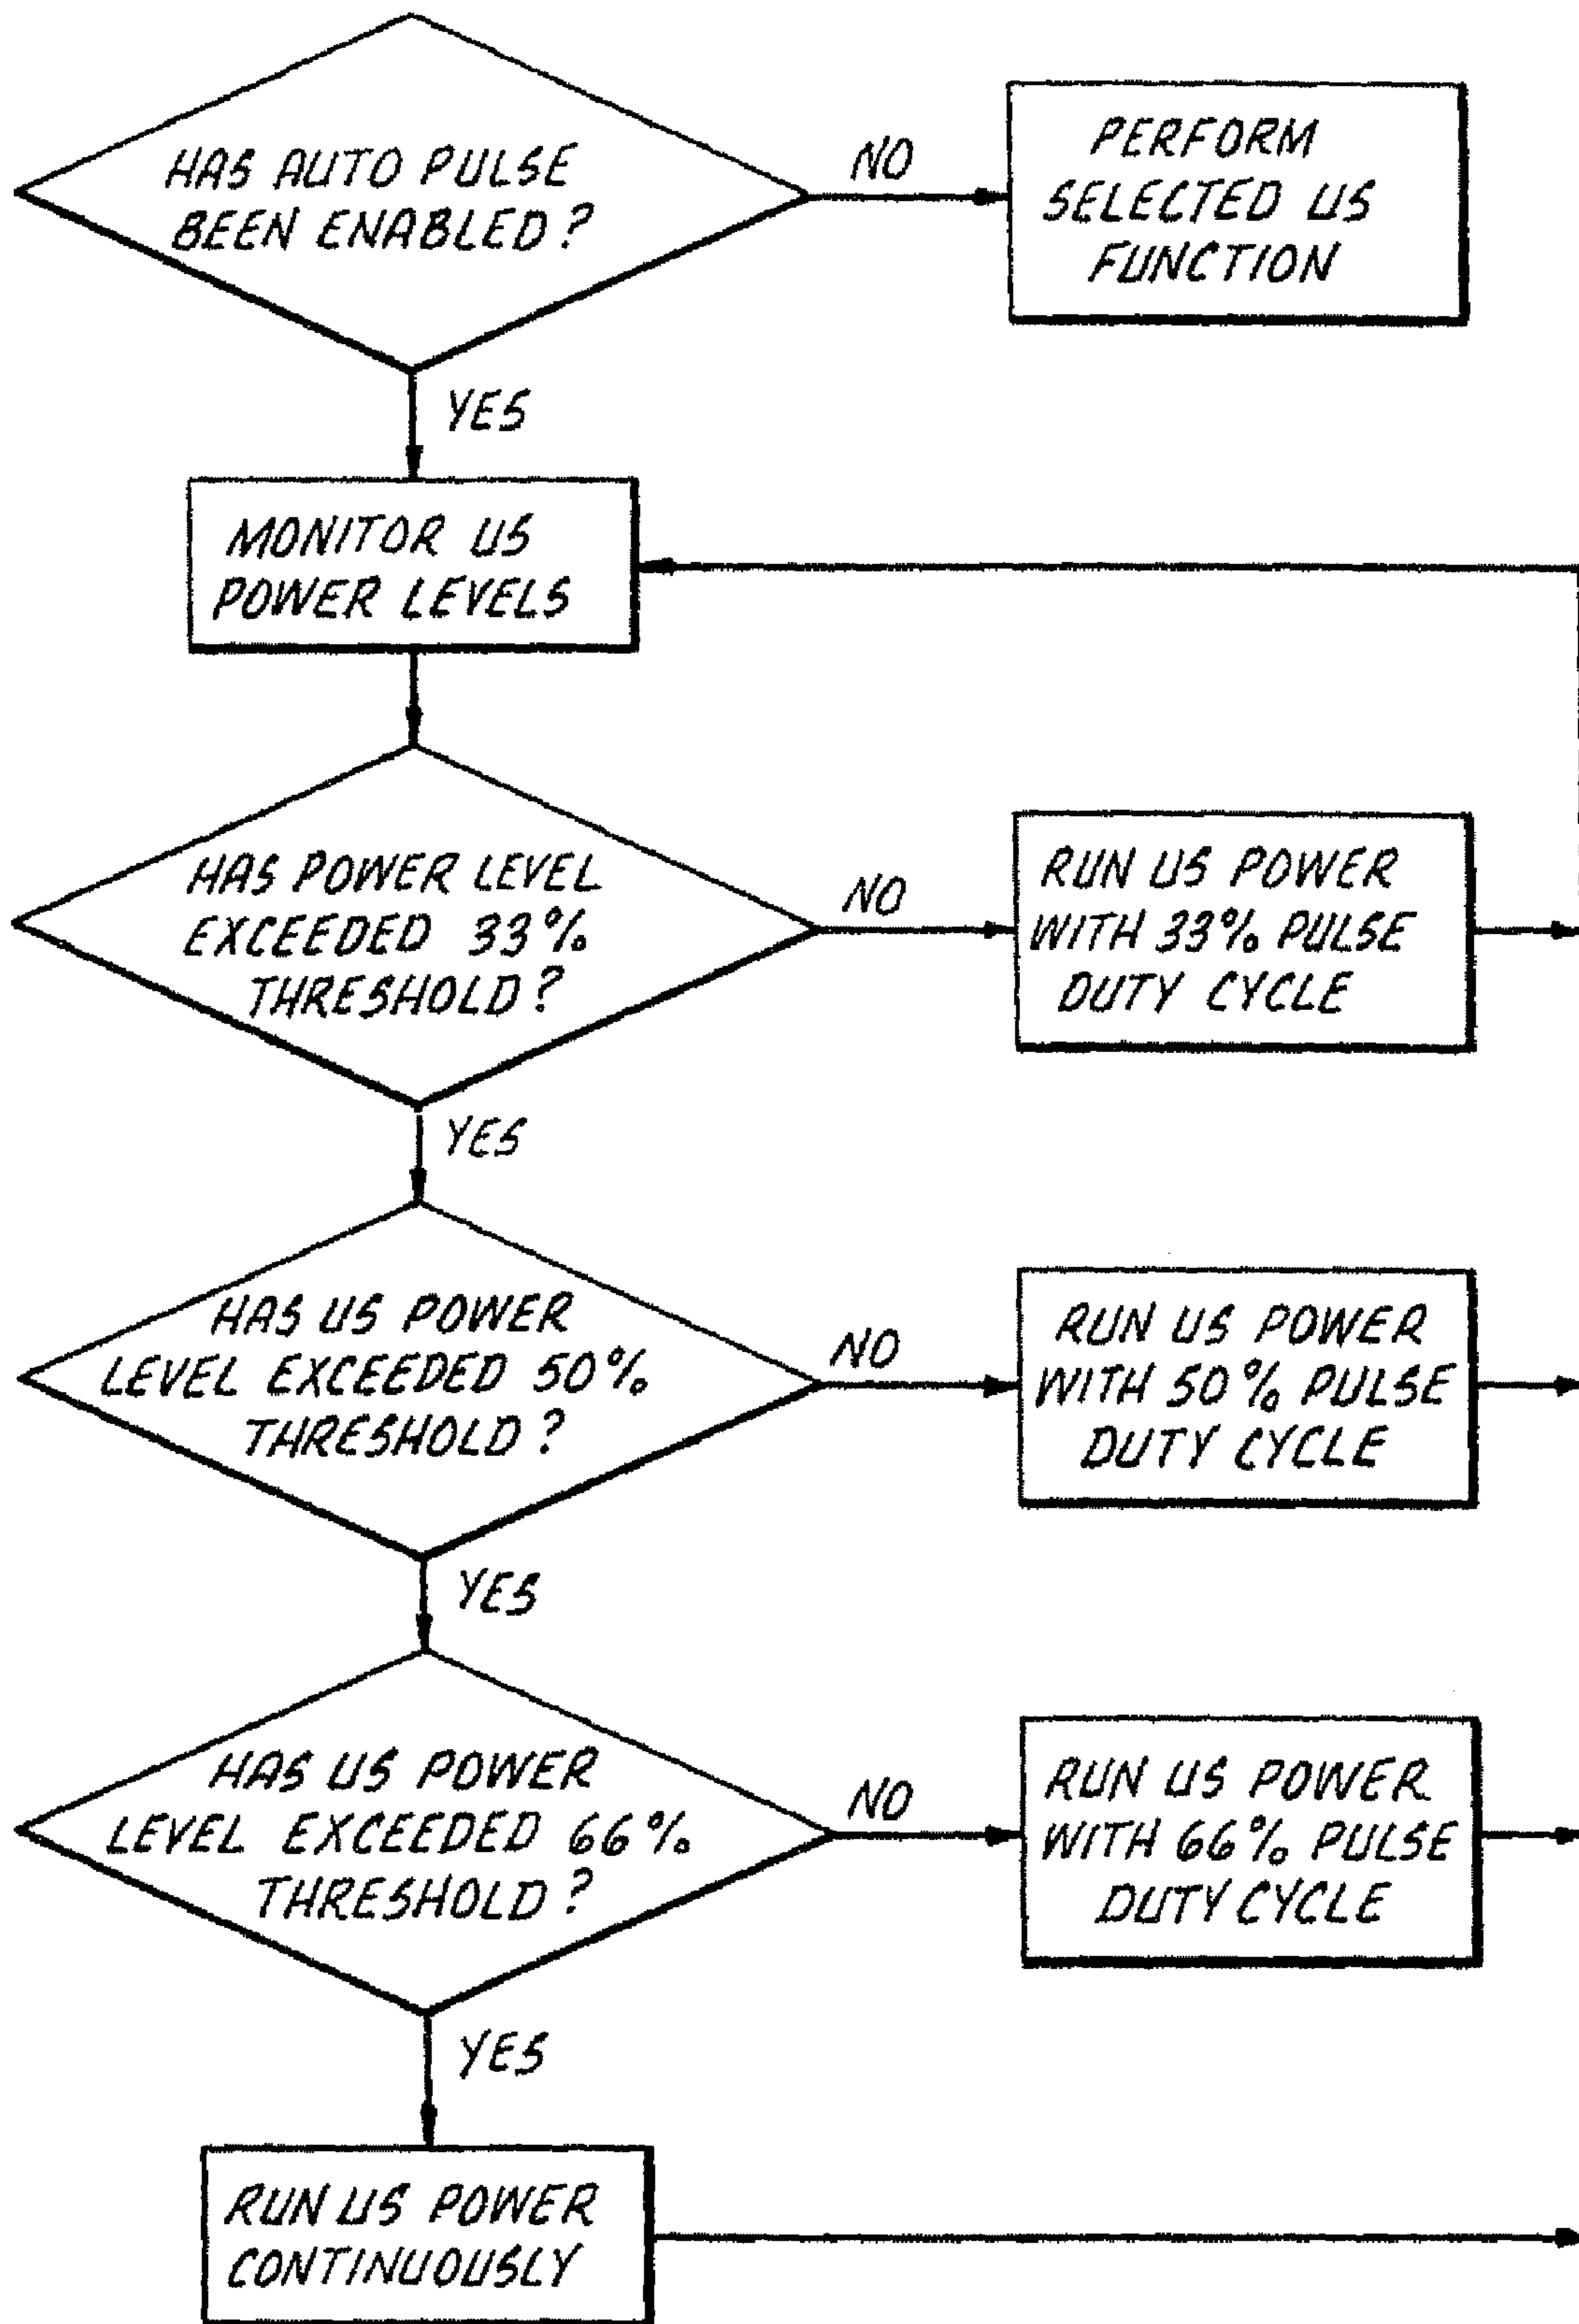 HAS AUTO PULSE
BEEN ENABLED?
NO
PERFORM
SELECTED US
FUNCTION
YES
MONITOR US
POWER LEVELS
HAS POWER LEVEL
EXCEEDED 33%
THRESHOLD?
NO
RUN US POWER
WITH 33% PULSE
DUTY CYCLE
YES
HAS US POWER
LEVEL EXCEEDED 50%
THRESHOLD?
NO
RUN US POWER
WITH 50% PULSE
DUTY CYCLE
YES
HAS US POWER
LEVEL EXCEEDED 66%
THRESHOLD?
NO
RUN US POWER
WITH 66% PULSE
DUTY CYCLE
YES
RUN US POWER
CONTINUOUSLY